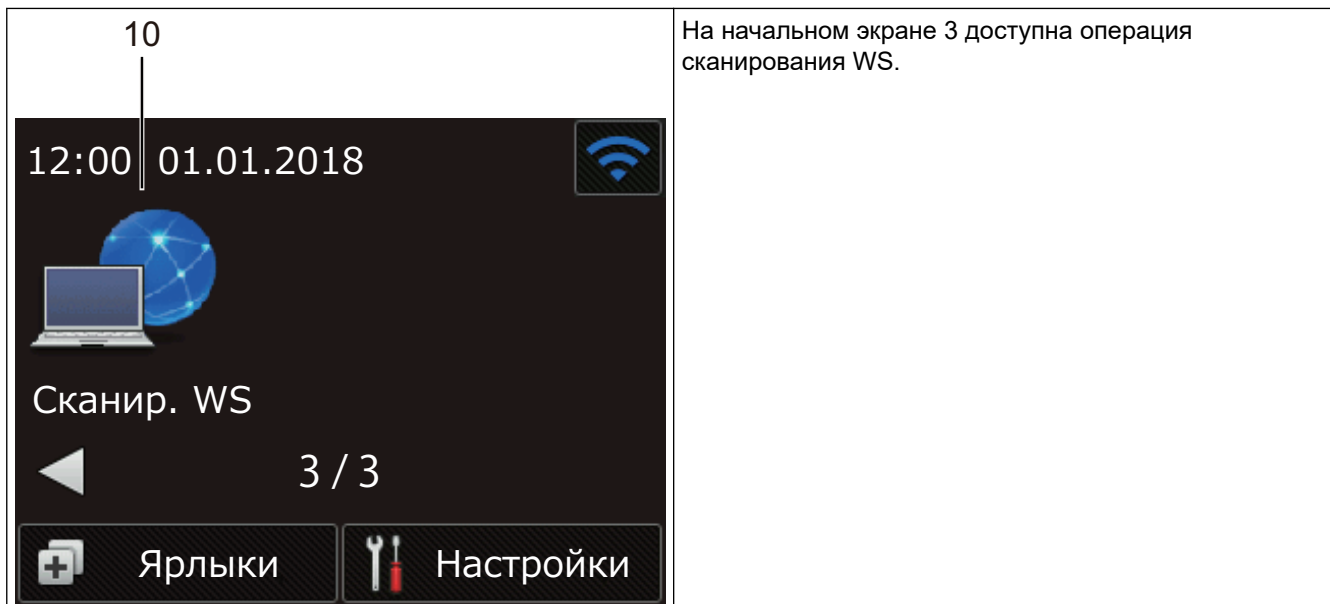 10
12:00 01.01.2018
Сканир. WS
3 / 3
Ярлыки
Настройки
На начальном экране 3 доступна операция
сканирования WS.